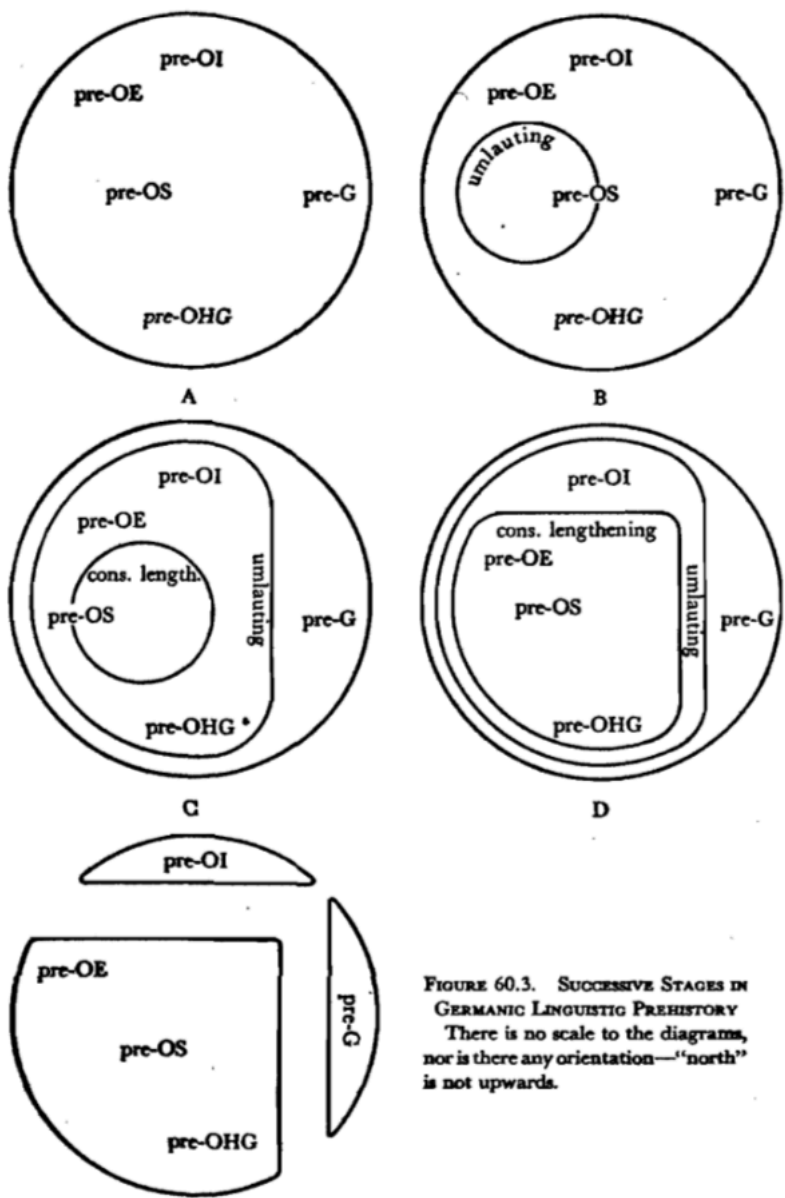 pre-OI
pre-OE
pre-OS
pre-G
pre-OHG
A
pre-OI
pre-OE
umlauting
pre-OS
pre-G
pre-OHG
B
pre-OI
pre-OE
cons. length.
umlauting
pre-OS
pre-G
pre-OHG
C
pre-OI
cons. lengthening
pre-OE
umlauting
pre-OS
pre-G
pre-OHG
D
pre-OI
pre-OE
pre-G
pre-OS
pre-OHG
FIGURE 60.3. SUCCESSIVE STAGES IN
GERMANIC LINGUISTIC PREHISTORY
There is no scale to the diagrams,
nor is there any orientation—“north”
is not upwards.